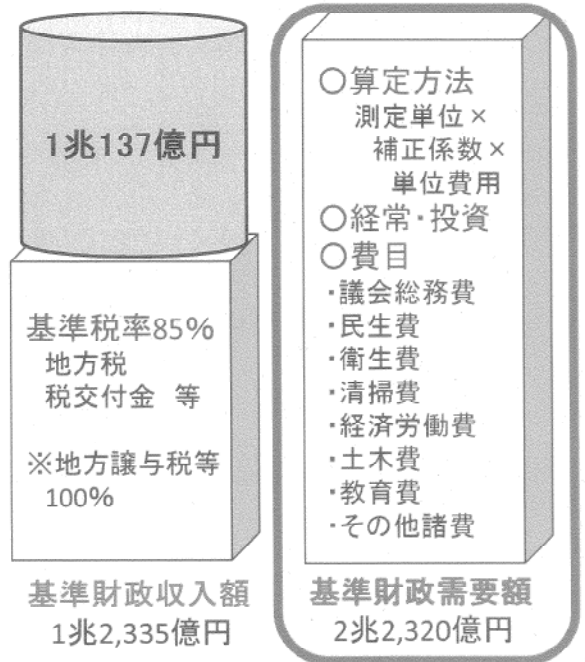 1兆137億円
基準税率85%
地方税
税交付金 等
※地方譲与税等
100%
基準財政収入額
1兆2,335億円
○算定方法
測定単位×
補正係数×
単位費用
○経常・投資
○費目
・議会総務費
・民生費
・衛生費
・清掃費
・経済労働費
・土木費
・教育費
・その他諸費
基準財政需要額
2兆2,320億円